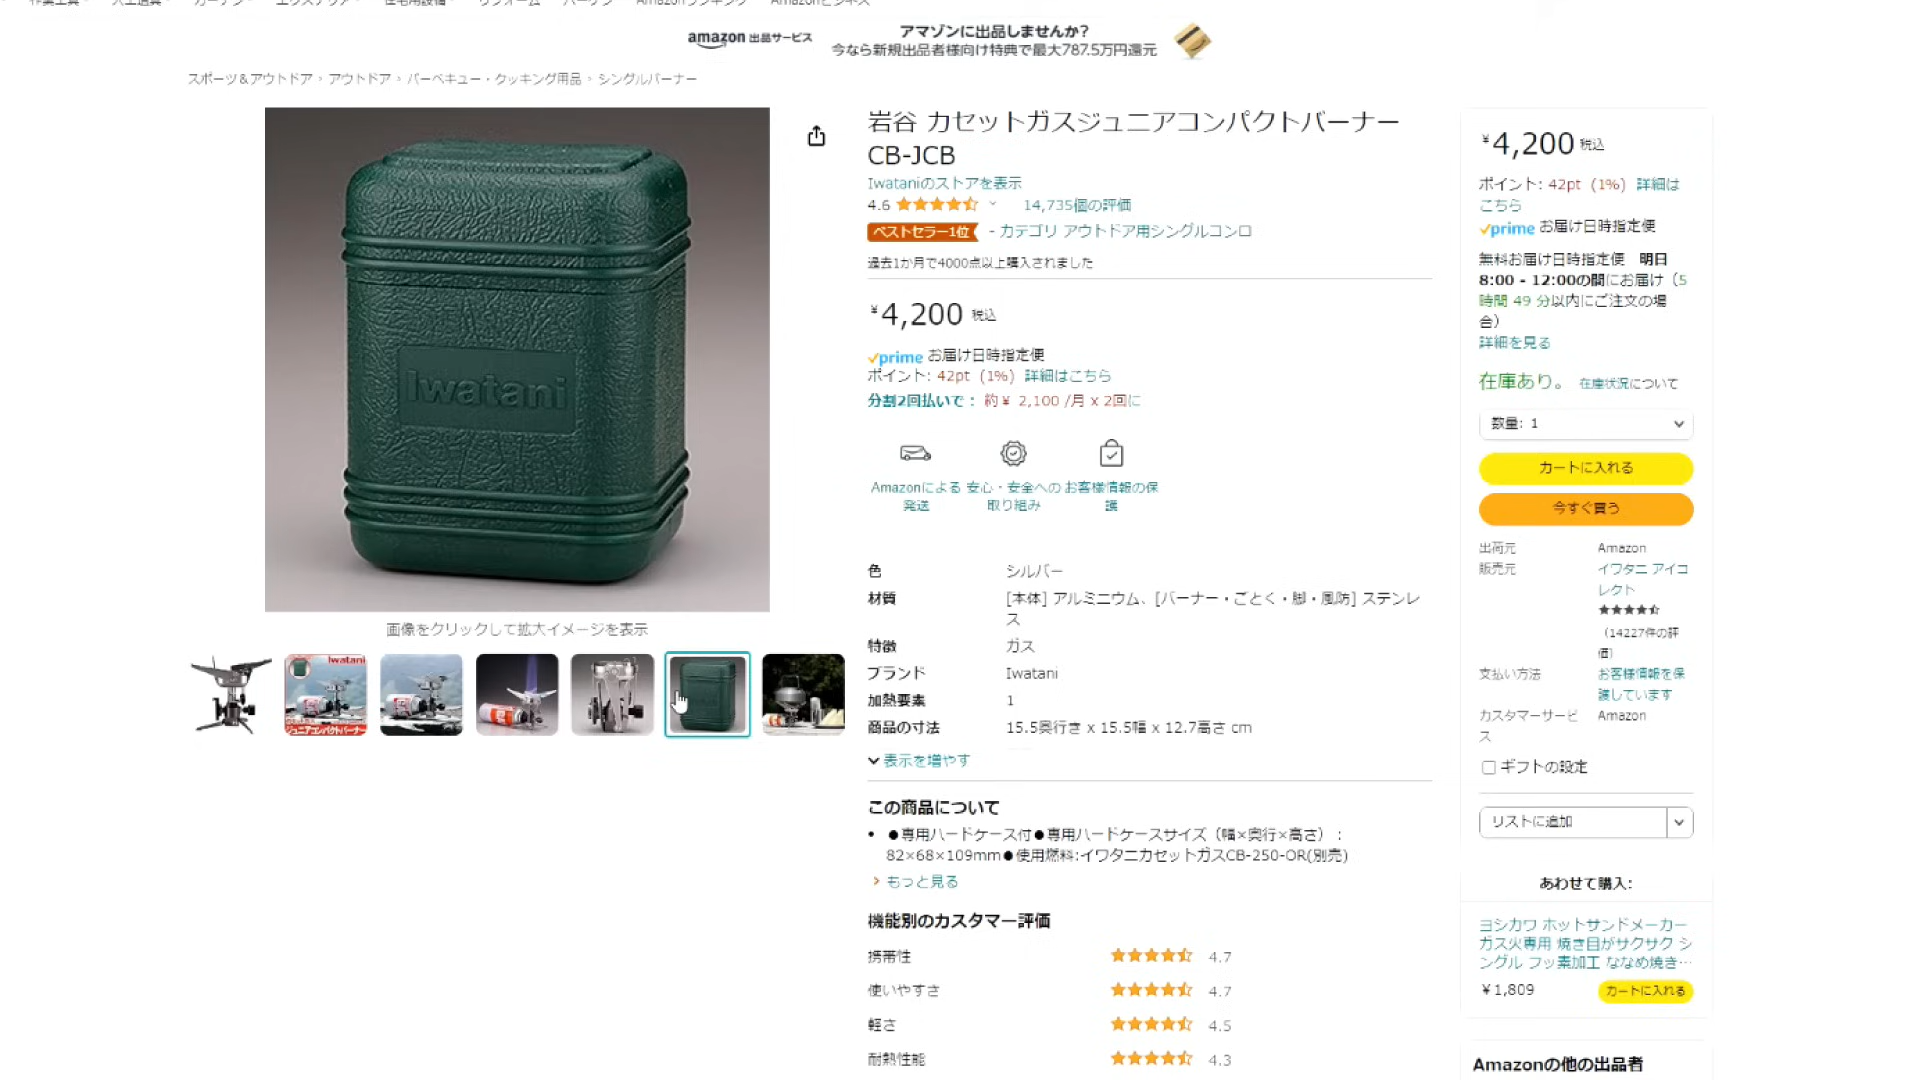 amazon 出品サービス
アマゾンに出品しませんか?
今なら新規出品者様向け特典で最大787.5万円還元
スポーツ&アウトドア › アウトドア › バーベキュー・クッキング用品 › シングルバーナー
Iwatani
画像をクリックして拡大イメージを表示
Iwatani
ジュニアコンパクトバーナー
岩谷 カセットガスジュニアコンパクトバーナー
CB-JCB
Iwataniのストアを表示
4.6 14,735個の評価
ベストセラー1位 - カテゴリ アウトドア用シングルコンロ
過去1か月で4000点以上購入されました
¥4,200 税込
prime お届け日時指定便
ポイント: 42pt (1%) 詳細はこちら
分割2回払いで : 約¥ 2,100 /月 x 2回に
Amazonによる発送
安心・安全への取り組み
お客様情報の保護
色 シルバー
材質 [本体] アルミニウム、[バーナー・ごとく・脚・風防] ステンレ
ス
特徴 ガス
ブランド Iwatani
加熱要素 1
商品の寸法 15.5奥行き x 15.5幅 x 12.7高さ cm
表示を増やす
この商品について
• ●専用ハードケース付●専用ハードケースサイズ(幅×奥行×高さ):
82×68×109mm●使用燃料:イワタニカセットガスCB-250-OR(別売)
› もっと見る
機能別のカスタマー評価
携帯性 4.7
使いやすさ 4.7
軽さ 4.5
耐熱性能 4.3
¥4,200 税込
ポイント: 42pt (1%) 詳細は
こちら
prime お届け日時指定便
無料お届け日時指定便 明日
8:00 - 12:00の間にお届け(5
時間 49 分以内にご注文の場
合)
詳細を見る
在庫あり。 在庫状況について
数量: 1
カートに入れる
今すぐ買う
出荷元 Amazon
販売元 イワタニ アイコ
レクト
(14227件の評
価)
支払い方法 お客様情報を保
護しています
カスタマーサービ Amazon
ス
ギフトの設定
リストに追加
あわせて購入:
ヨシカワ ホットサンドメーカー
ガス火専用 焼き目がサクサク シ
ングル フッ素加工 ななめ焼き…
¥1,809 カートに入れる
Amazonの他の出品者